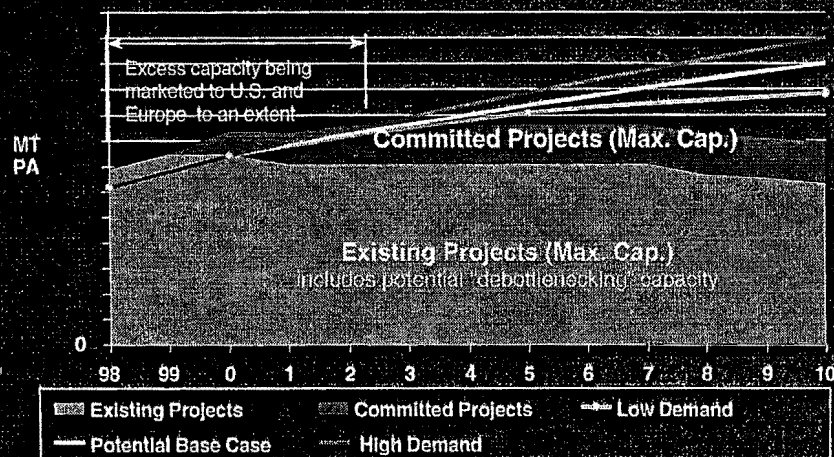 Excess capacity being
marketed to U.S. and
Europe to an extent
MT
PA
Committed Projects (Max. Cap.)
Existing Projects (Max. Cap.)
includes potential "debottlenecking" capacity
0
98 99 0 1 2 3 4 5 6 7 8 9 10
Existing Projects Committed Projects Low Demand
Potential Base Case High Demand